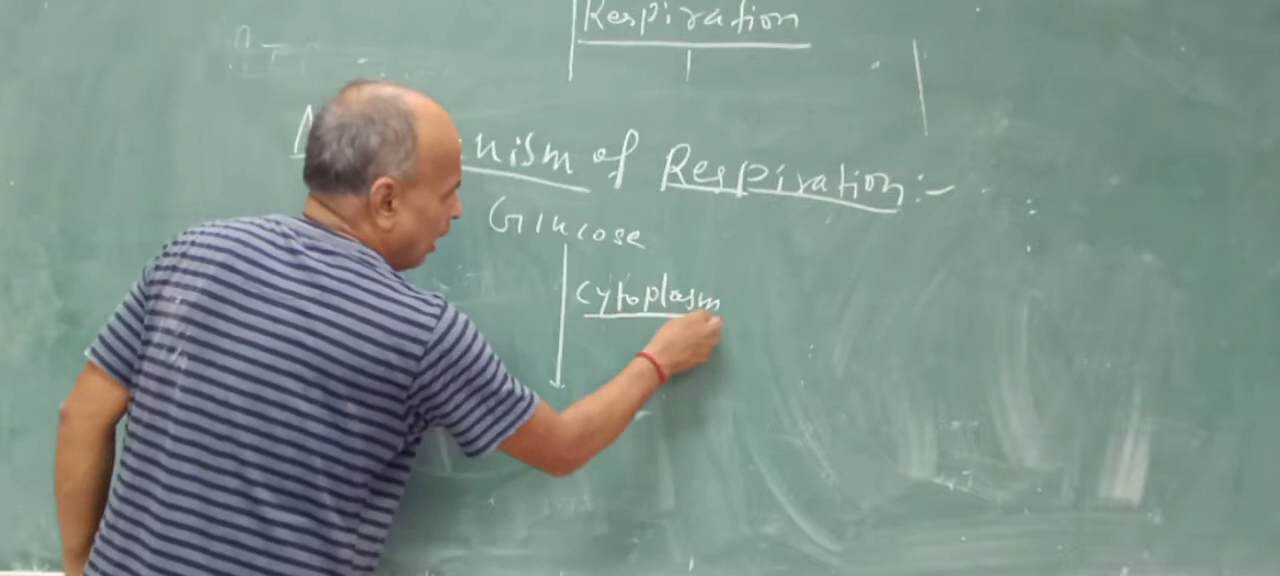 Respiration
nism of Respiration:-
Glucose
cytoplasm